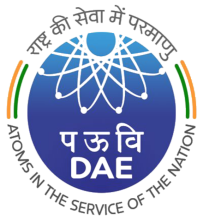 राष्ट्र की सेवा में परमाणु
प ऊ वि
DAE
ATOMS IN THE SERVICE OF THE NATION